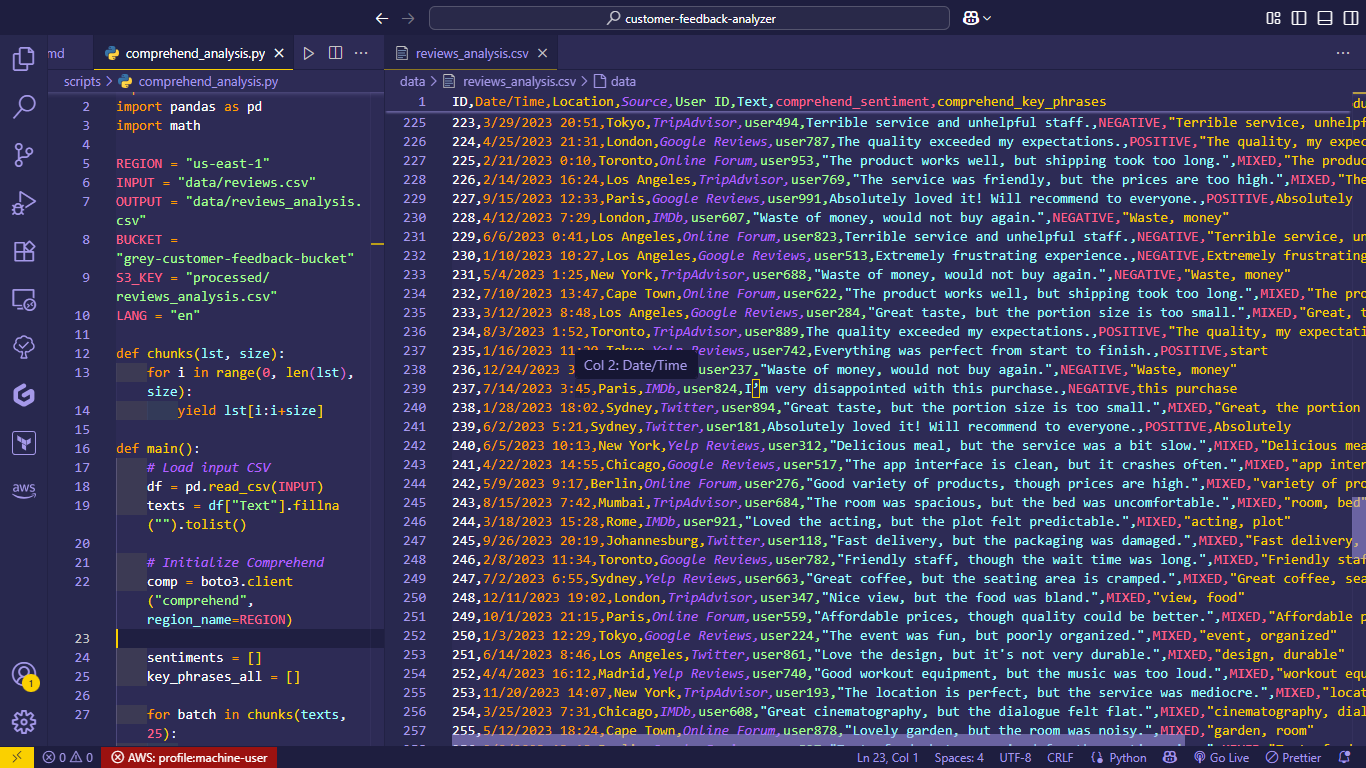 customer-feedback-analyzer
md
comprehend_analysis.py
reviews_analysis.csv
scripts > comprehend_analysis.py
data > reviews_analysis.csv > data
2 import pandas as pd
3 import math
4
5 REGION = "us-east-1"
6 INPUT = "data/reviews.csv"
7 OUTPUT = "data/reviews_analysis.
csv"
8 BUCKET =
"grey-customer-feedback-bucket"
9 S3_KEY = "processed/
reviews_analysis.csv"
10 LANG = "en"
11
12 def chunks(lst, size):
13 for i in range(0, len(lst),
size):
14 yield lst[i:i+size]
15
16 def main():
17 # Load input CSV
18 df = pd.read_csv(INPUT)
19 texts = df["Text"].fillna
("").tolist()
20
21 # Initialize Comprehend
22 comp = boto3.client
("comprehend",
region_name=REGION)
23
24 sentiments = []
25 key_phrases_all = []
26
27 for batch in chunks(texts,
25):
1 ID,Date/Time,Location,Source,User ID,Text,comprehend_sentiment,comprehend_key_phrases
225 223,3/29/2023 20:51,Tokyo,TripAdvisor,user494,Terrible service and unhelpful staff.,NEGATIVE,"Terrible service, unhelpf
226 224,4/25/2023 21:31,London,Google Reviews,user787,The quality exceeded my expectations.,POSITIVE,"The quality, my expec
227 225,2/21/2023 0:10,Toronto,Online Forum,user953,"The product works well, but shipping took too long.",MIXED,"The produc
228 226,2/14/2023 16:24,Los Angeles,TripAdvisor,user769,"The service was friendly, but the prices are too high.",MIXED,"The
229 227,9/15/2023 12:33,Paris,Google Reviews,user991,Absolutely loved it! Will recommend to everyone.,POSITIVE,Absolutely
230 228,4/12/2023 7:29,London,IMDb,user607,"Waste of money, would not buy again.",NEGATIVE,"Waste, money"
231 229,6/6/2023 0:41,Los Angeles,Online Forum,user823,Terrible service and unhelpful staff.,NEGATIVE,"Terrible service, un
232 230,1/10/2023 10:27,Los Angeles,Google Reviews,user513,Extremely frustrating experience.,NEGATIVE,Extremely frustrating
233 231,5/4/2023 1:25,New York,TripAdvisor,user688,"Waste of money, would not buy again.",NEGATIVE,"Waste, money"
234 232,7/10/2023 13:47,Cape Town,Online Forum,user622,"The product works well, but shipping took too long.",MIXED,"The pro
235 233,3/12/2023 8:48,Los Angeles,Google Reviews,user284,"Great taste, but the portion size is too small.",MIXED,"Great, t
236 234,8/3/2023 1:52,Toronto,TripAdvisor,user889,The quality exceeded my expectations.,POSITIVE,"The quality, my expectati
237 235,1/16/2023 Reviews,user742,Everything was perfect from start to finish.,POSITIVE,start
Col 2: Date/Time
238 236,12/24/2023 user237,"Waste of money, would not buy again.",NEGATIVE,"Waste, money"
239 237,7/14/2023 3:45,Paris,IMDb,user824,I’m very disappointed with this purchase.,NEGATIVE,this purchase
240 238,1/28/2023 18:02,Sydney,Twitter,user894,"Great taste, but the portion size is too small.",MIXED,"Great, the portion
241 239,6/2/2023 5:21,Sydney,Twitter,user181,Absolutely loved it! Will recommend to everyone.,POSITIVE,Absolutely
242 240,6/5/2023 10:13,New York,Yelp Reviews,user312,"Delicious meal, but the service was a bit slow.",MIXED,"Delicious mea
243 241,4/22/2023 14:55,Chicago,Google Reviews,user517,"The app interface is clean, but it crashes often.",MIXED,"app inter
244 242,5/9/2023 9:17,Berlin,Online Forum,user276,"Good variety of products, though prices are high.",MIXED,"variety of pro
245 243,8/15/2023 7:42,Mumbai,TripAdvisor,user684,"The room was spacious, but the bed was uncomfortable.",MIXED,"room, bed"
246 244,3/18/2023 15:28,Rome,IMDb,user921,"Loved the acting, but the plot felt predictable.",MIXED,"acting, plot"
247 245,9/26/2023 20:19,Johannesburg,Twitter,user118,"Fast delivery, but the packaging was damaged.",MIXED,"Fast delivery,
248 246,2/8/2023 11:34,Toronto,Google Reviews,user782,"Friendly staff, though the wait time was long.",MIXED,"Friendly staf
249 247,7/2/2023 6:55,Sydney,Yelp Reviews,user663,"Great coffee, but the seating area is cramped.",MIXED,"Great coffee, sea
250 248,12/11/2023 19:02,London,TripAdvisor,user347,"Nice view, but the food was bland.",MIXED,"view, food"
251 249,10/1/2023 21:15,Paris,Online Forum,user559,"Affordable prices, though quality could be better.",MIXED,"Affordable p
252 250,1/3/2023 12:29,Tokyo,Google Reviews,user224,"The event was fun, but poorly organized.",MIXED,"event, organized"
253 251,6/14/2023 8:46,Los Angeles,Twitter,user861,"Love the design, but it's not very durable.",MIXED,"design, durable"
254 252,4/4/2023 16:12,Madrid,Yelp Reviews,user740,"Good workout equipment, but the music was too loud.",MIXED,"workout equ
255 253,11/20/2023 14:07,New York,TripAdvisor,user193,"The location is perfect, but the service was mediocre.",MIXED,"locat
256 254,3/25/2023 7:31,Chicago,IMDb,user608,"Great cinematography, but the dialogue felt flat.",MIXED,"cinematography, dial
257 255,5/12/2023 18:24,Cape Town,Online Forum,user878,"Lovely garden, but the room was noisy.",MIXED,"garden, room"
du
aws
1
0 0
AWS: profile:machine-user
Ln 23, Col 1
Spaces: 4
UTF-8
CRLF
Python
Go Live
Prettier